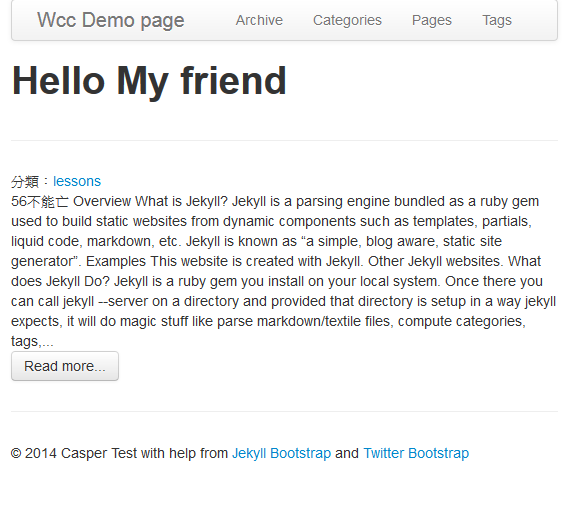 Wcc Demo page Archive Categories Pages Tags
Hello My friend
分類：lessons
56不能亡 Overview What is Jekyll? Jekyll is a parsing engine bundled as a ruby gem
used to build static websites from dynamic components such as templates, partials,
liquid code, markdown, etc. Jekyll is known as “a simple, blog aware, static site
generator”. Examples This website is created with Jekyll. Other Jekyll websites. What
does Jekyll Do? Jekyll is a ruby gem you install on your local system. Once there you
can call jekyll --server on a directory and provided that directory is setup in a way jekyll
expects, it will do magic stuff like parse markdown/textile files, compute categories,
tags,...
Read more...
© 2014 Casper Test with help from Jekyll Bootstrap and Twitter Bootstrap